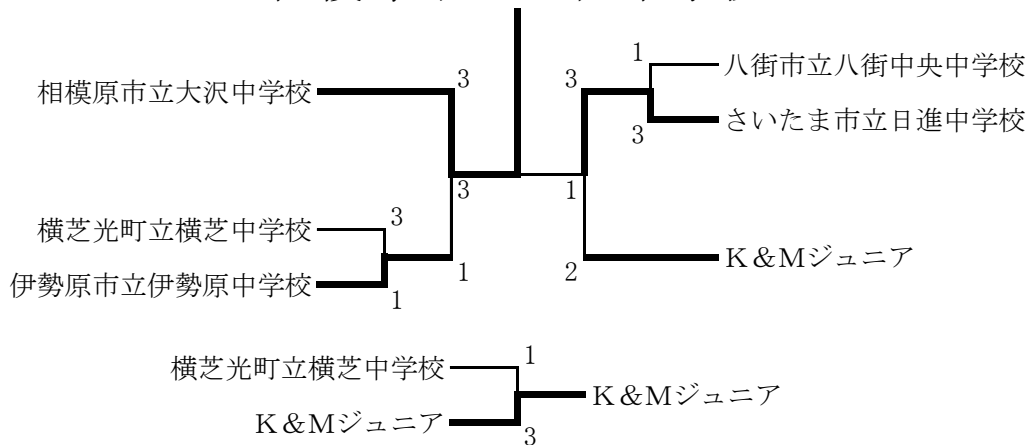 3
1
八街市立八街中央中学校
相模原市立大沢中学校
3
3
さいたま市立日進中学校
3
1
横芝光町立横芝中学校
3
K&Mジュニア
伊勢原市立伊勢原中学校
1
1
2
横芝光町立横芝中学校
1
K&Mジュニア
K&Mジュニア
3